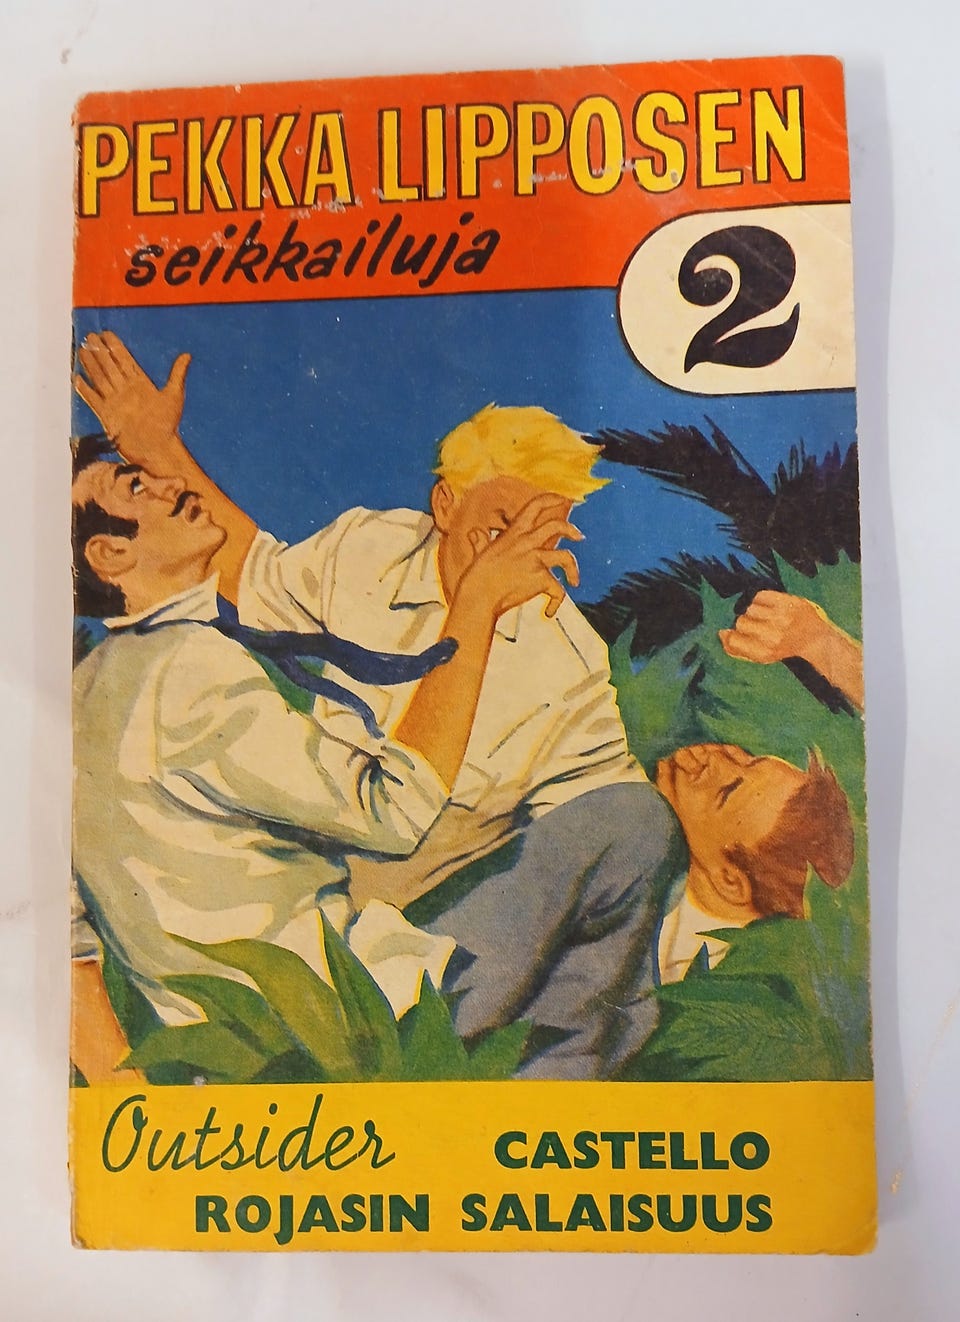 PEKKA LIPPOSEN
seikkailuja
2
Outsider CASTELLO
ROJASIN SALAISUUS